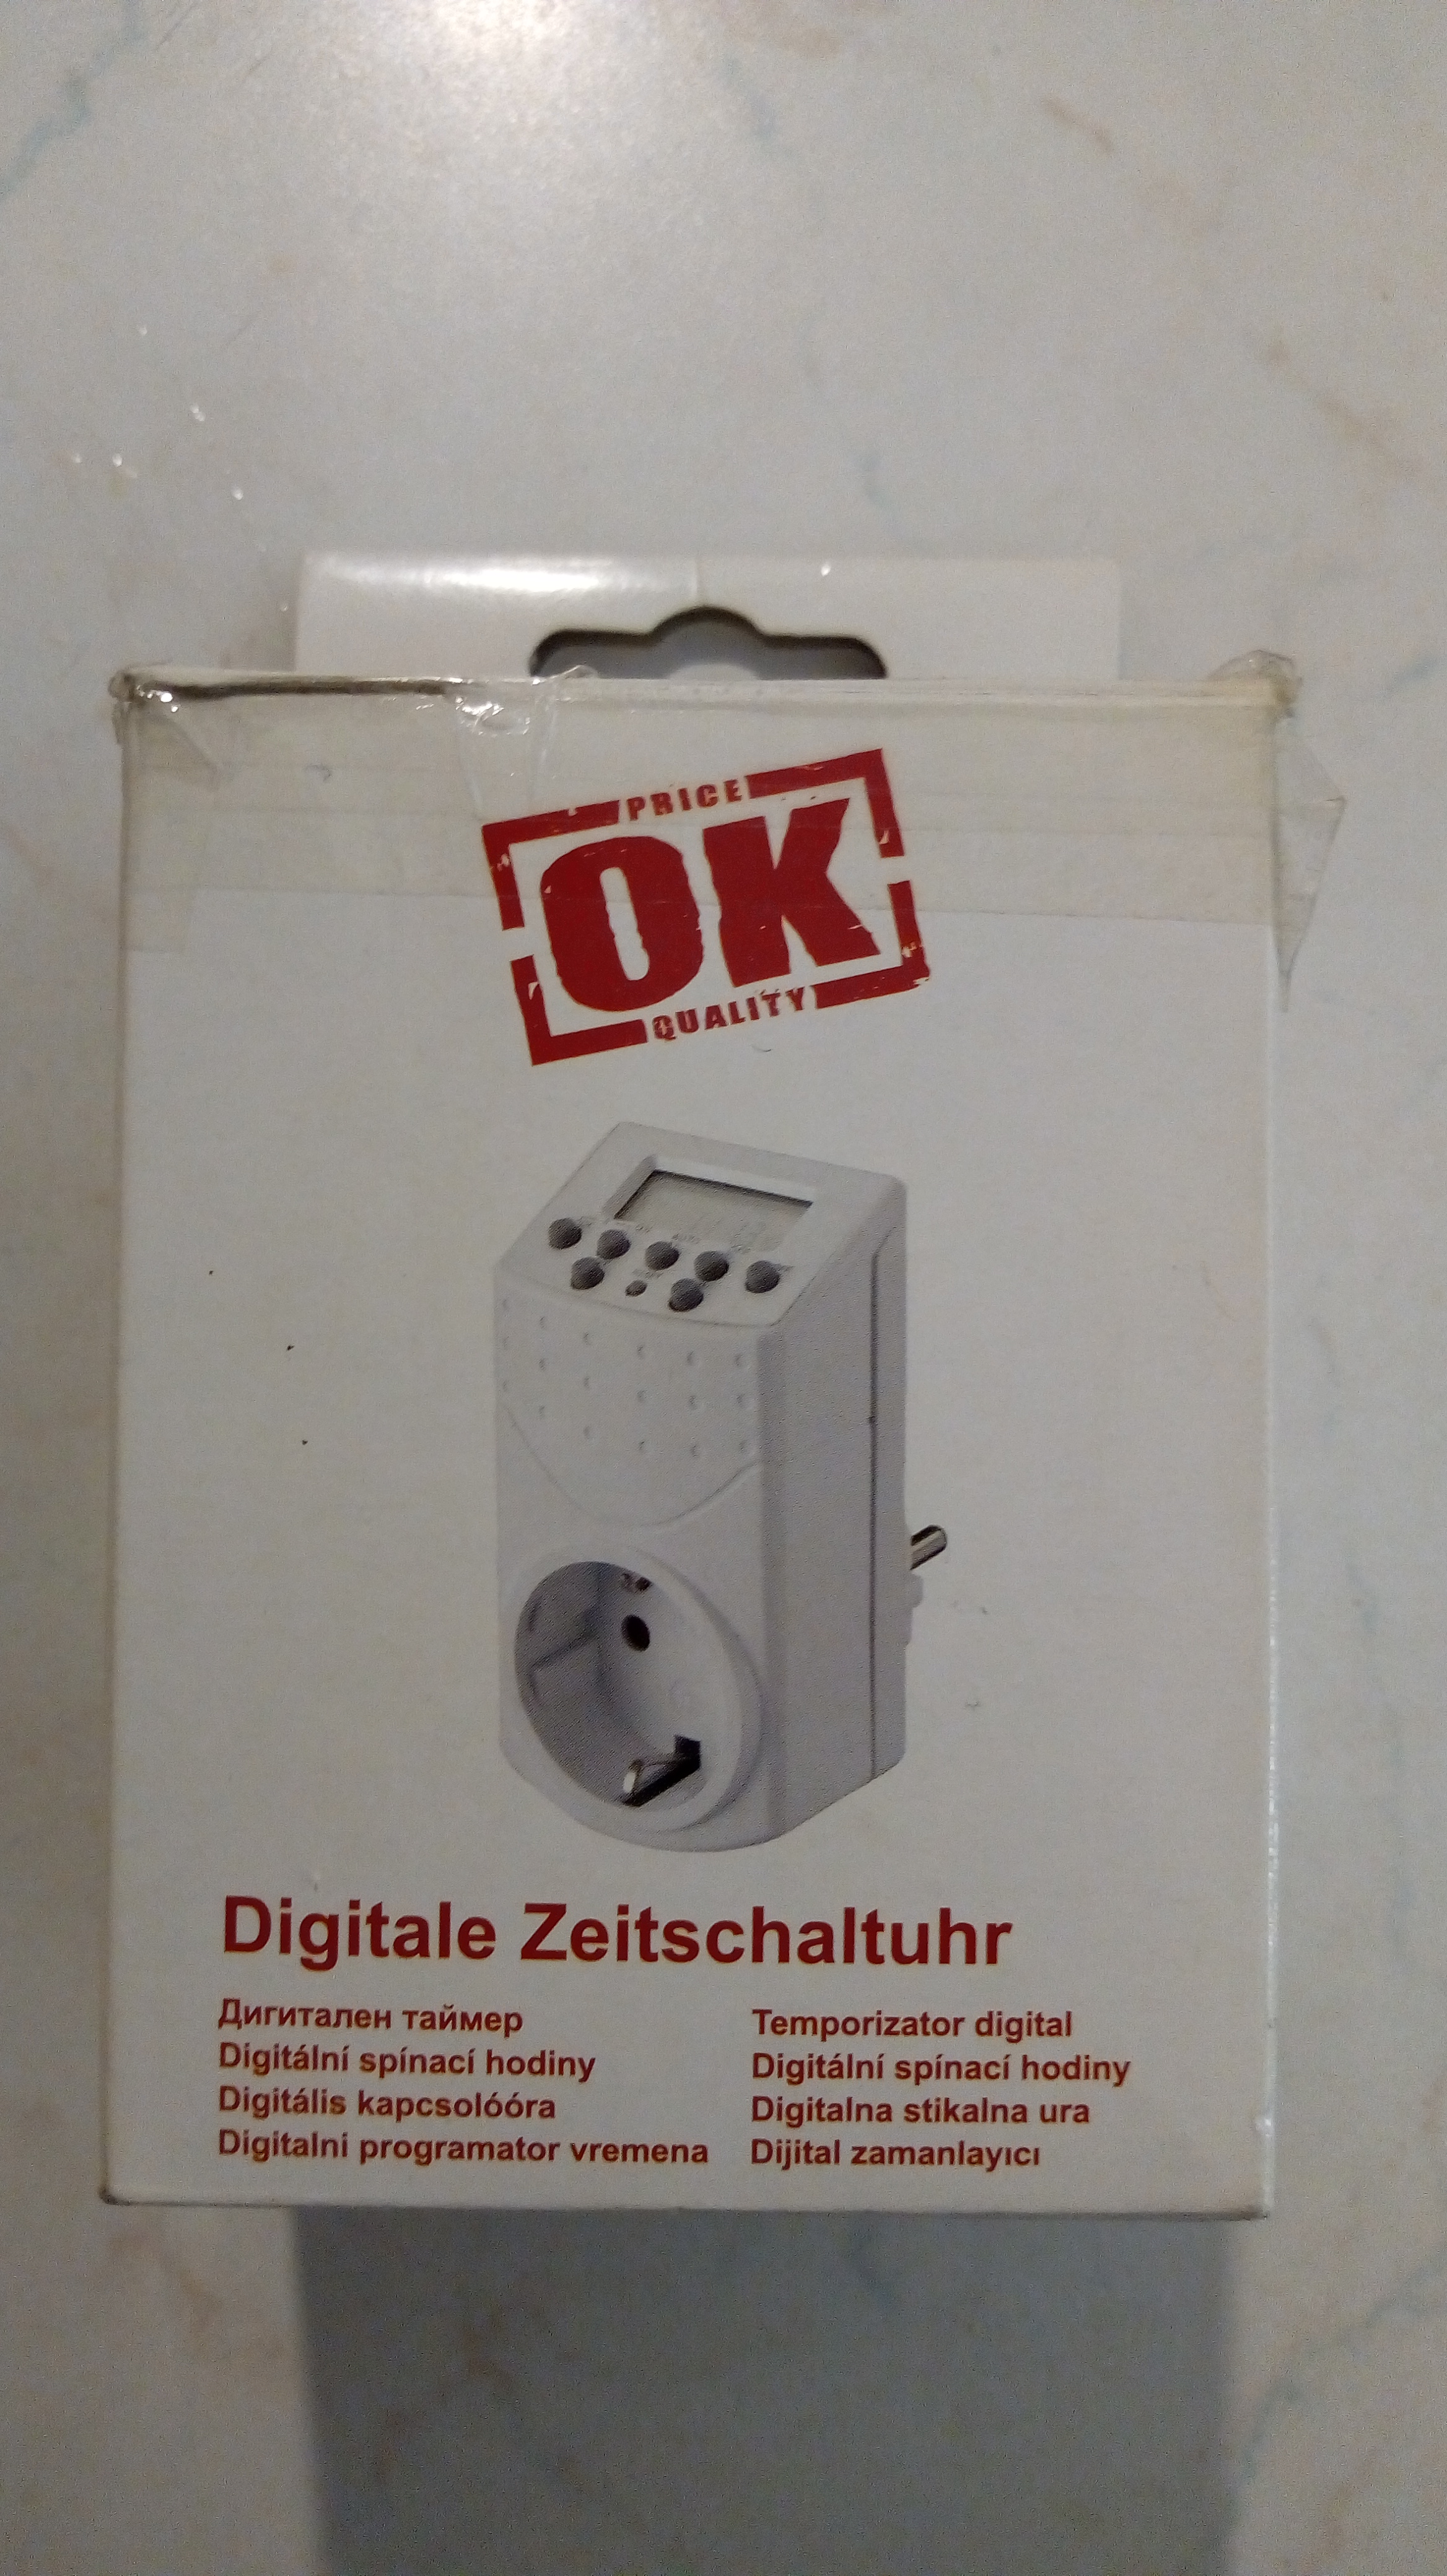 PRICE
OK
QUALITY
Digitale Zeitschaltuhr
Дигитален таймер
Digitální spínací hodiny
Digitális kapcsolóóra
Digitalni programator vremena
Temporizator digital
Digitální spínací hodiny
Digitalna stikalna ura
Dijital zamanlayıcı